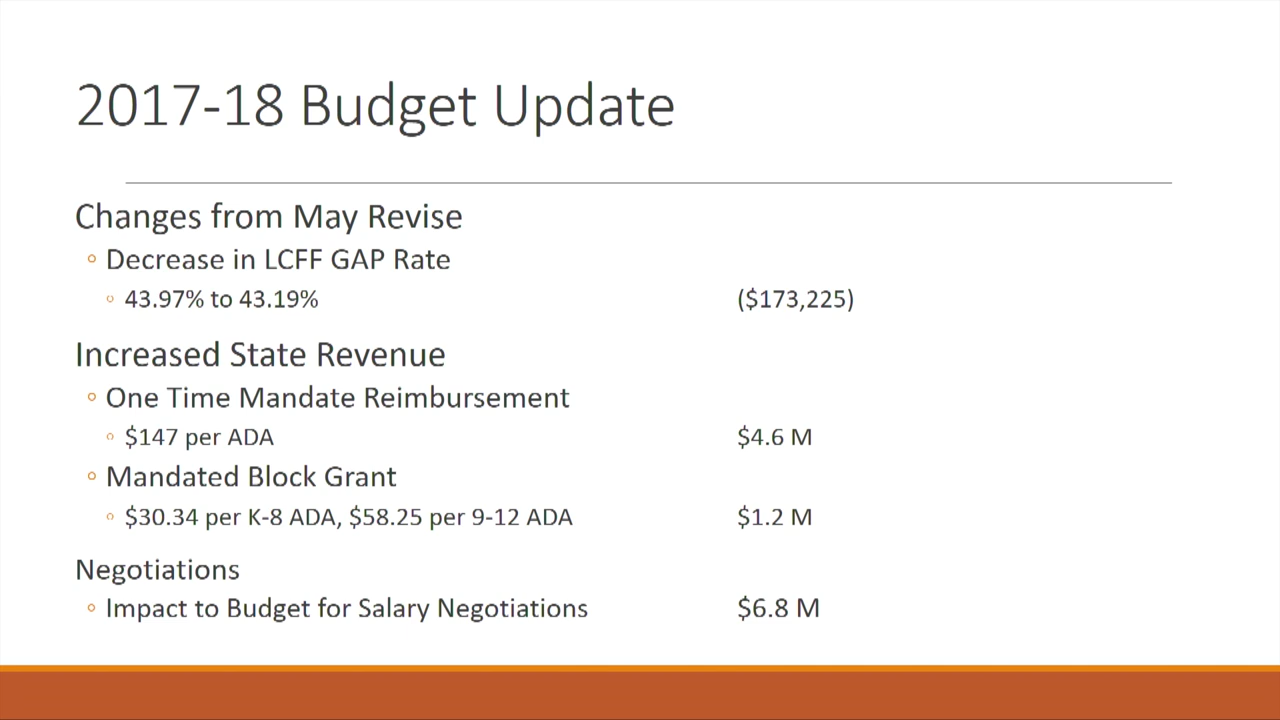 2017-18 Budget Update
Changes from May Revise
◦ Decrease in LCFF GAP Rate
◦ 43.97% to 43.19% ($173,225)
Increased State Revenue
◦ One Time Mandate Reimbursement
◦ $147 per ADA $4.6 M
◦ Mandated Block Grant
◦ $30.34 per K-8 ADA, $58.25 per 9-12 ADA $1.2 M
Negotiations
◦ Impact to Budget for Salary Negotiations $6.8 M